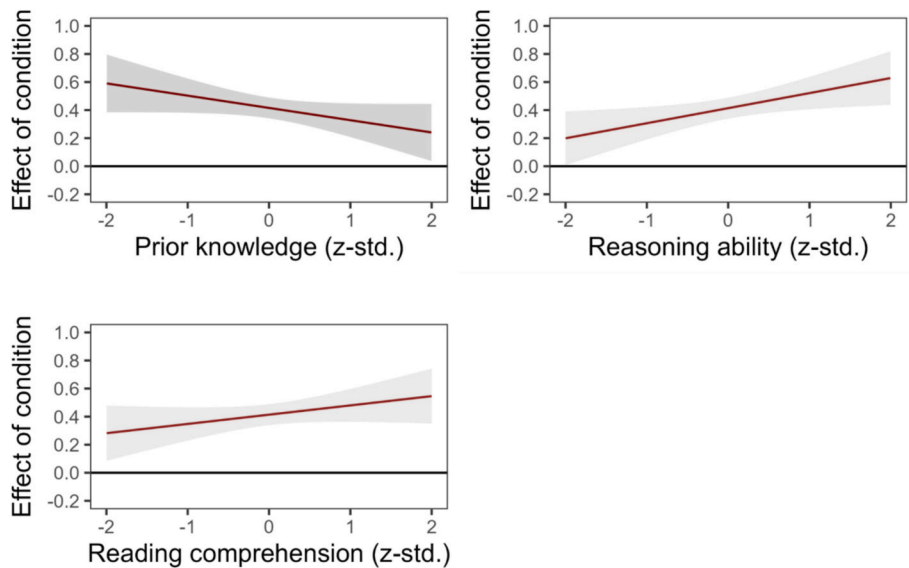 Effect of condition
1.0
0.8
0.6
0.4
0.2
0.0
-0.2
-2 -1 0 1 2
Prior knowledge (z-std.)
Effect of condition
1.0
0.8
0.6
0.4
0.2
0.0
-0.2
-2 -1 0 1 2
Reasoning ability (z-std.)
Effect of condition
1.0
0.8
0.6
0.4
0.2
0.0
-0.2
-2 -1 0 1 2
Reading comprehension (z-std.)